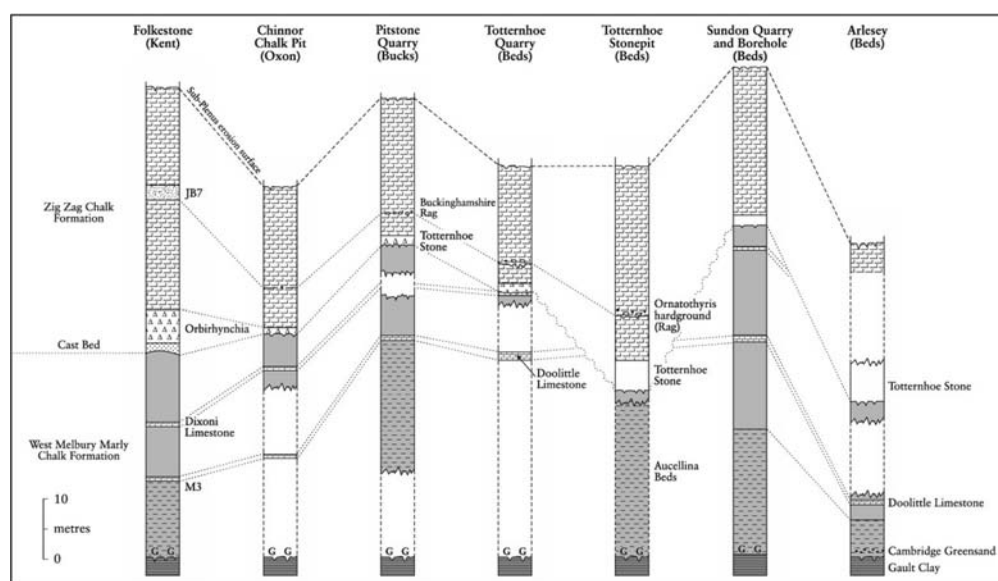 Folkestone
(Kent)
Chinnor
Chalk Pit
(Oxon)
Pitstone
Quarry
(Bucks)
Totternhoe
Quarry
(Beds)
Totternhoe
Stonepit
(Beds)
Sundon Quarry
and Borehole
(Beds)
Arlesey
(Beds)
Sub-Plenus erosion surface
JB7
Zig Zag Chalk
Formation
Buckinghamshire
Rag
Totternhoe
Stone
Orbirhynchia
Ornatothyris
hardground
(Rag)
Cast Bed
Doolittle
Limestone
Totternhoe
Stone
Totternhoe Stone
Dixoni
Limestone
West Melbury Marly
Chalk Formation
M3
Aucellina
Beds
Doolittle Limestone
10
metres
0
G G
G G
G G
G G
G G
G G
Cambridge Greensand
Gault Clay